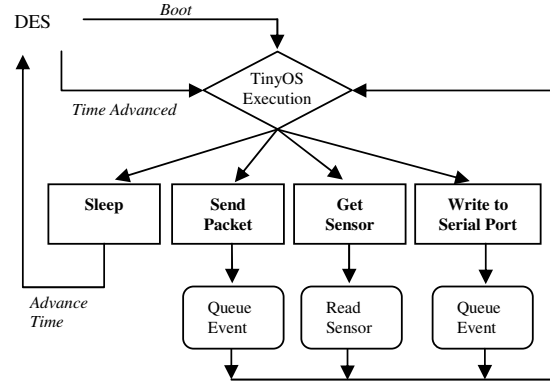 Boot
DES
TinyOS
Execution
Time Advanced
Sleep
Send
Packet
Get
Sensor
Write to
Serial Port
Advance
Time
Queue
Event
Read
Sensor
Queue
Event